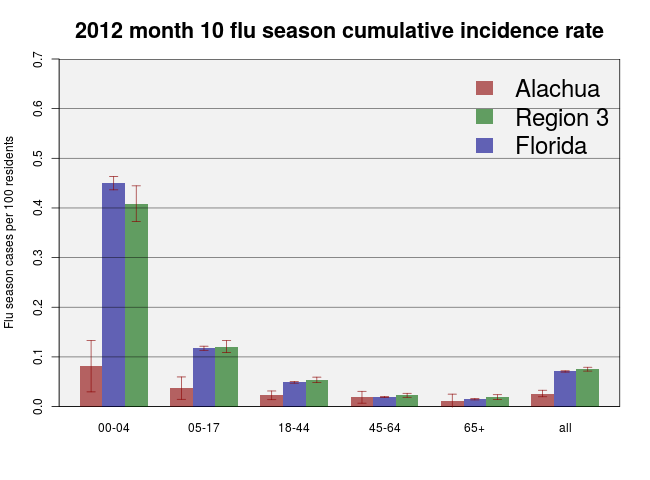 2012 month 10 flu season cumulative incidence rate
Flu season cases per 100 residents
0.7
0.6
0.5
0.4
0.3
0.2
0.1
0.0
Alachua
Region 3
Florida
00-04
05-17
18-44
45-64
65+
all